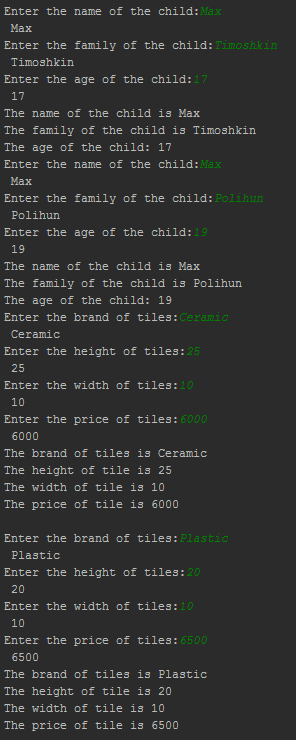 Enter the name of the child:Max
Max
Enter the family of the child:Timoshkin
Timoshkin
Enter the age of the child:17
17
The name of the child is Max
The family of the child is Timoshkin
The age of the child: 17
Enter the name of the child:Max
Max
Enter the family of the child:Polihun
Polihun
Enter the age of the child:19
19
The name of the child is Max
The family of the child is Polihun
The age of the child: 19
Enter the brand of tiles:Ceramic
Ceramic
Enter the height of tiles:25
25
Enter the width of tiles:10
10
Enter the price of tiles:6000
6000
The brand of tiles is Ceramic
The height of tile is 25
The width of tile is 10
The price of tile is 6000
Enter the brand of tiles:Plastic
Plastic
Enter the height of tiles:20
20
Enter the width of tiles:10
10
Enter the price of tiles:6500
6500
The brand of tiles is Plastic
The height of tile is 20
The width of tile is 10
The price of tile is 6500